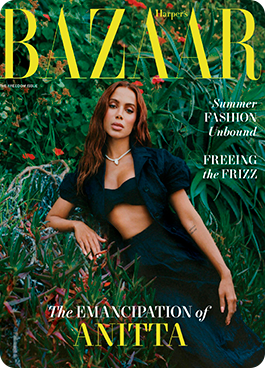 Harper's
BAZAAR
THE FREEDOM ISSUE
Summer
FASHION
Unbound
FREEING
the FRIZZ
The EMANCIPATION of
ANITTA